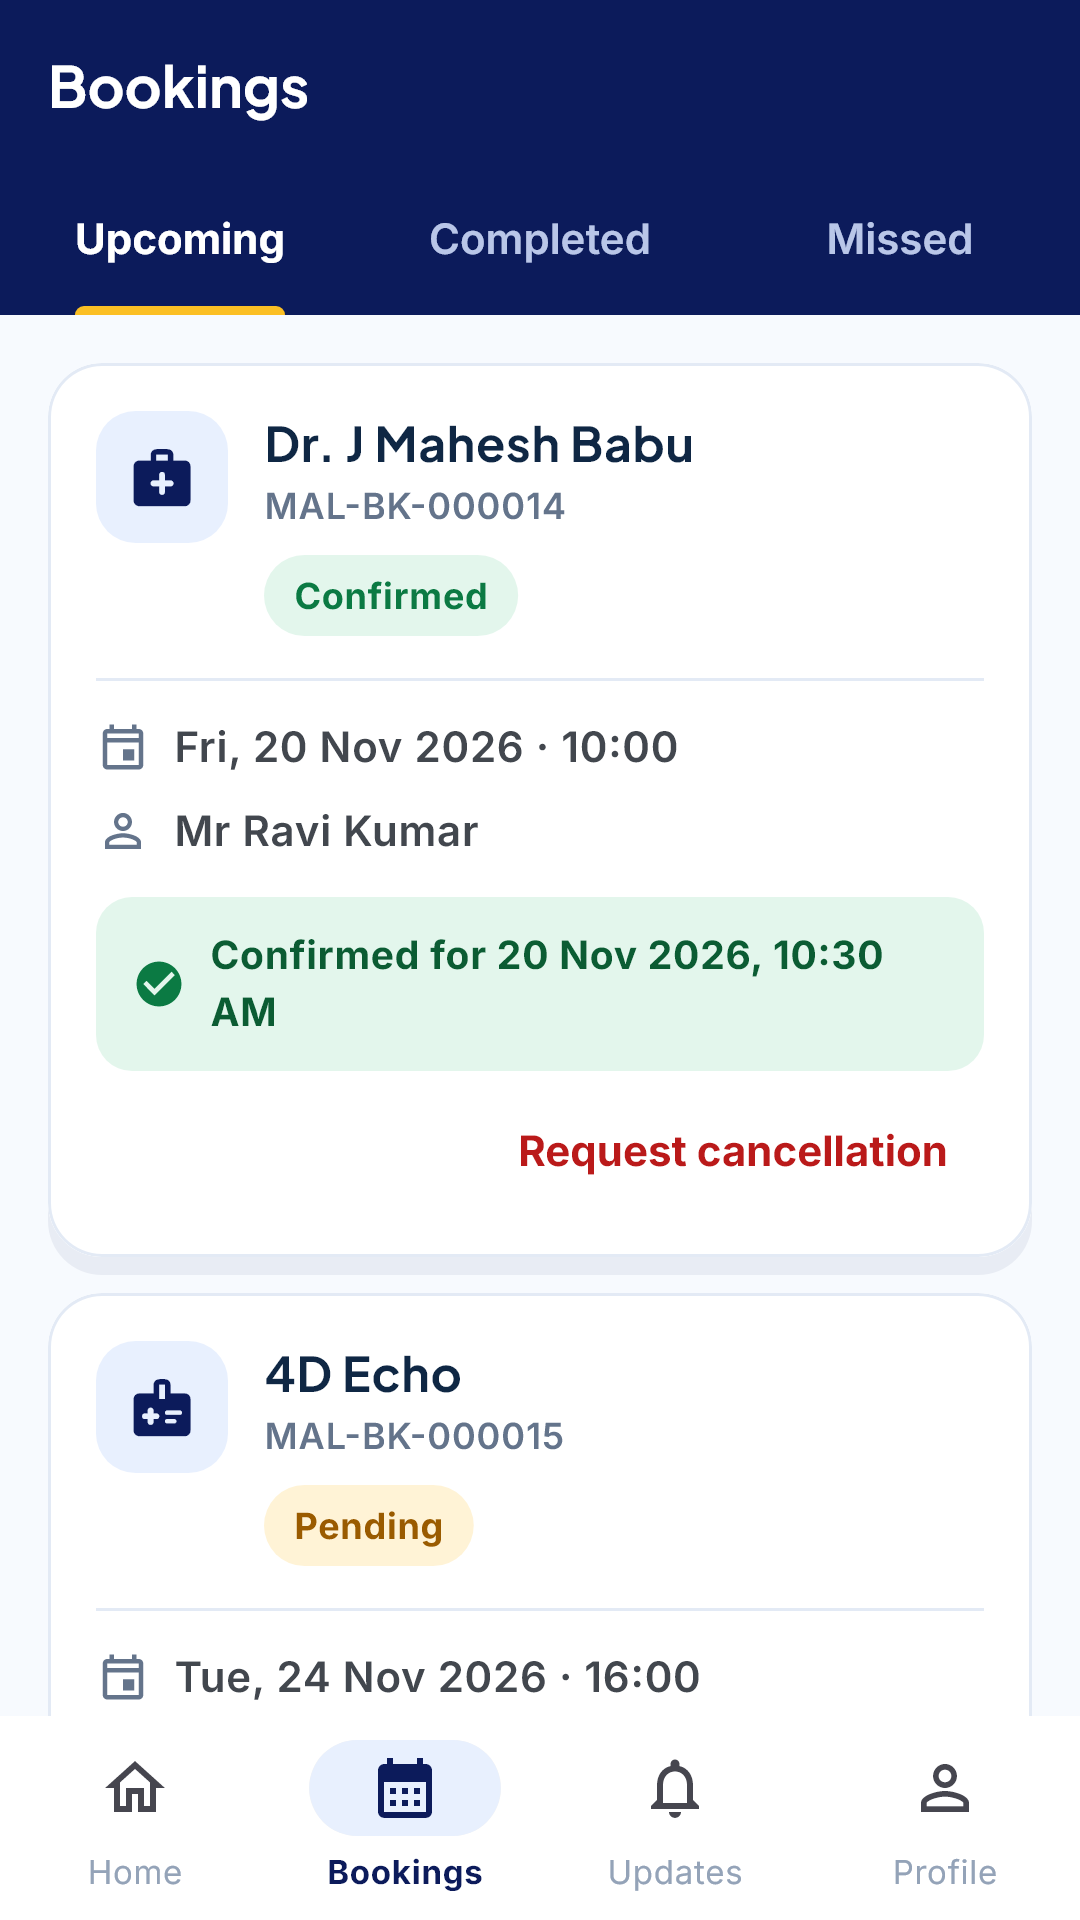 Bookings
Upcoming
Completed
Missed
Dr. J Mahesh Babu
MAL-BK-000014
Confirmed
Fri, 20 Nov 2026 · 10:00
Mr Ravi Kumar
Confirmed for 20 Nov 2026, 10:30
AM
Request cancellation
4D Echo
MAL-BK-000015
Pending
Tue, 24 Nov 2026 · 16:00
Home
Bookings
Updates
Profile